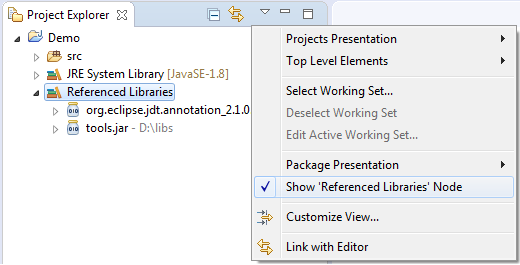 Project Explorer
Demo
src
JRE System Library [JavaSE-1.8]
Referenced Libraries
org.eclipse.jdt.annotation_2.1.0
tools.jar - D:\libs
Projects Presentation
Top Level Elements
Select Working Set...
Deselect Working Set
Edit Active Working Set...
Package Presentation
Show 'Referenced Libraries' Node
Customize View...
Link with Editor